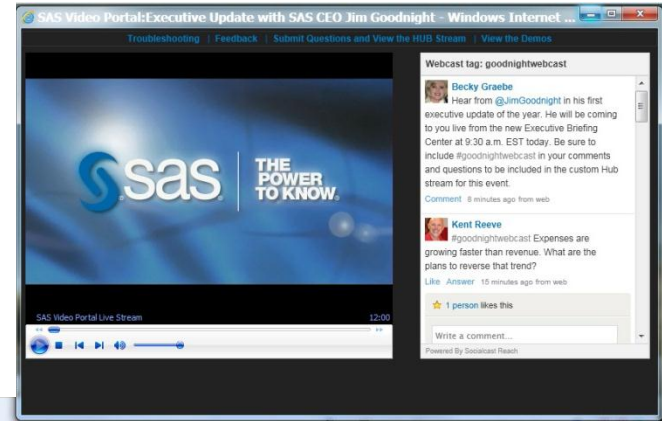 SAS Video Portal:Executive Update with SAS CEO Jim Goodnight - Windows Internet ...
Troubleshooting | Feedback | Submit Questions and View the HUB Stream | View the Demos
sas
THE
POWER
TO KNOW.
SAS Video Portal Live Stream 12:00
Webcast tag: goodnightwebcast
Becky Graebe
Hear from @JimGoodnight in his first
executive update of the year. He will be coming
to you live from the new Executive Briefing
Center at 9:30 a.m. EST today. Be sure to
include #goodnightwebcast in your comments
and questions to be included in the custom Hub
stream for this event.
Comment 6 minutes ago from web
Kent Reeve
#goodnightwebcast Expenses are
growing faster than revenue. What are the
plans to reverse that trend?
Like Answer 15 minutes ago from web
1 person likes this
Write a comment...
Powered By Socialcast Reach